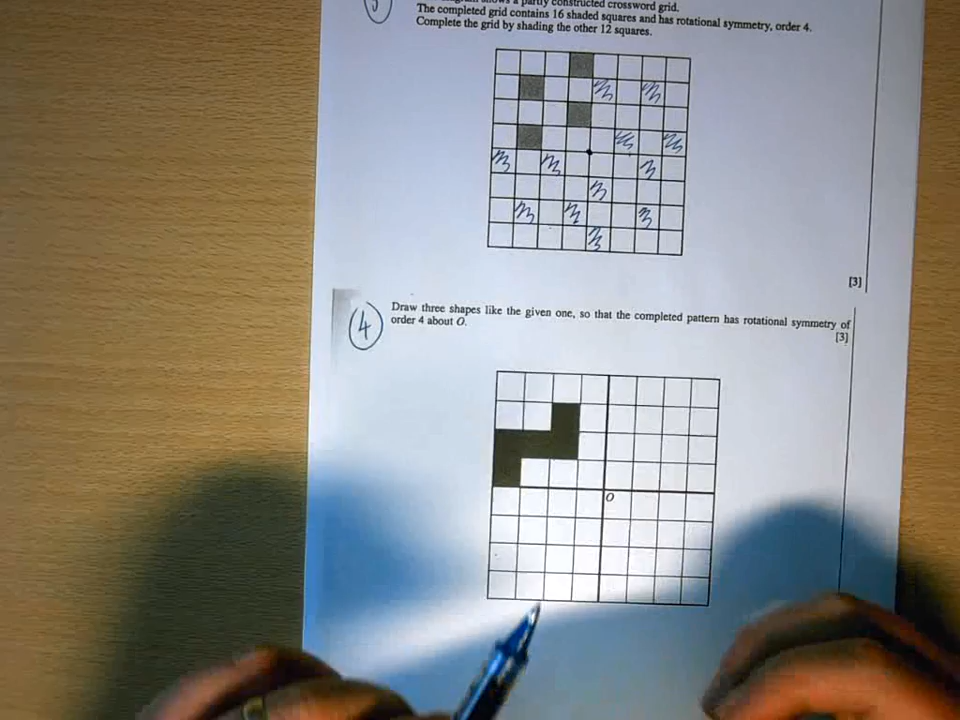 shows a partly constructed crossword grid.
The completed grid contains 16 shaded squares and has rotational symmetry, order 4.
Complete the grid by shading the other 12 squares.
[3]
4
Draw three shapes like the given one, so that the completed pattern has rotational symmetry of
order 4 about O.
[3]
O